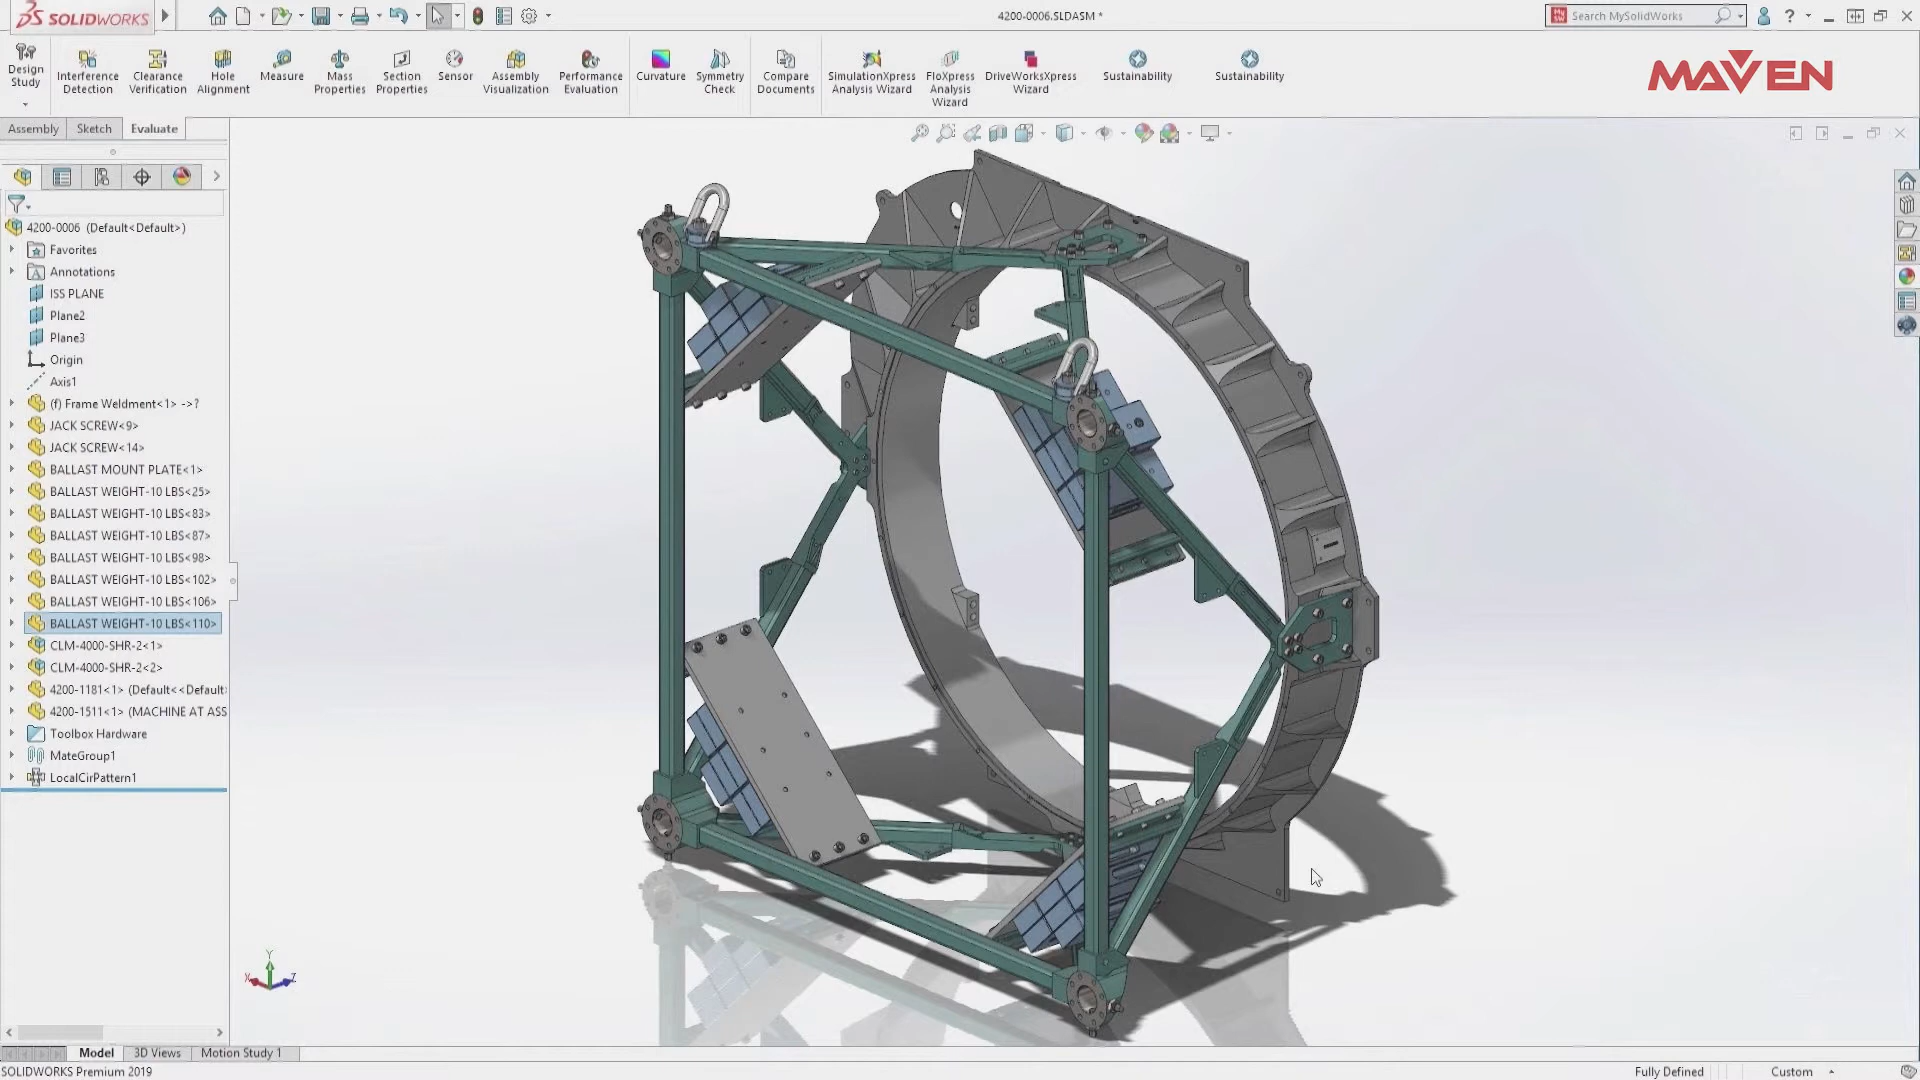 SOLIDWORKS
4200-0006.SLDASM *
Search MySolidWorks
Design Study
Interference Detection
Clearance Verification
Hole Alignment
Measure
Mass Properties
Section Properties
Sensor
Assembly Visualization
Performance Evaluation
Curvature
Symmetry Check
Compare Documents
SimulationXpress Analysis Wizard
FloXpress Analysis Wizard
DriveWorksXpress Wizard
Sustainability
Sustainability
MAVEN
Assembly
Sketch
Evaluate
4200-0006 (Default<Default>)
Favorites
Annotations
ISS PLANE
Plane2
Plane3
Origin
Axis1
(f) Frame Weldment<1> ->?
JACK SCREW<9>
JACK SCREW<14>
BALLAST MOUNT PLATE<1>
BALLAST WEIGHT-10 LBS<25>
BALLAST WEIGHT-10 LBS<83>
BALLAST WEIGHT-10 LBS<87>
BALLAST WEIGHT-10 LBS<98>
BALLAST WEIGHT-10 LBS<102>
BALLAST WEIGHT-10 LBS<106>
BALLAST WEIGHT-10 LBS<110>
CLM-4000-SHR-2<1>
CLM-4000-SHR-2<2>
4200-1181<1> (Default<<Default
4200-1511<1> (MACHINE AT ASS
Toolbox Hardware
MateGroup1
LocalCirPattern1
Y
X
Z
Model
3D Views
Motion Study 1
SOLIDWORKS Premium 2019
Fully Defined
Custom